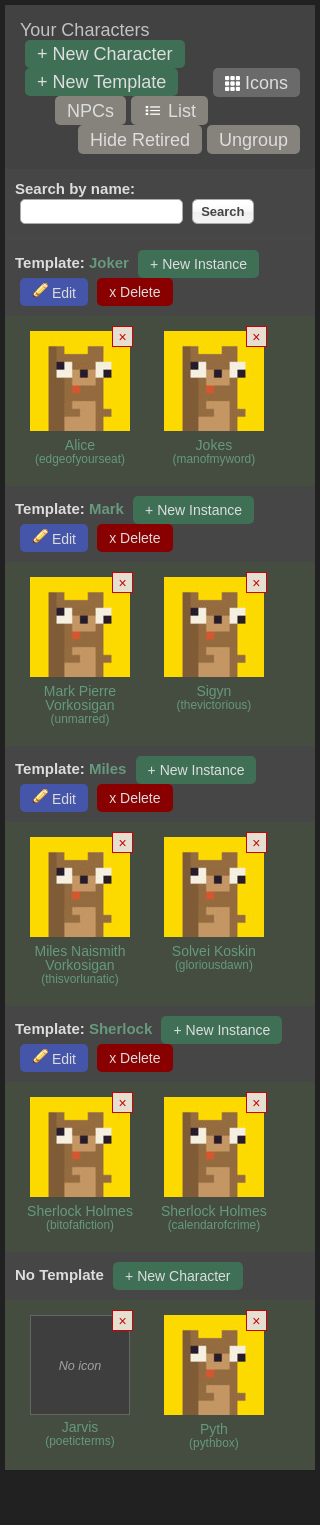 Your Characters
+ New Character
+ New Template
Icons
NPCs
List
Hide Retired
Ungroup
Search by name:
Search
Template: Joker + New Instance
Edit x Delete
× ×
Alice Jokes
(edgeofyourseat) (manofmyword)
Template: Mark + New Instance
Edit x Delete
× ×
Mark Pierre Sigyn
Vorkosigan (thevictorious)
(unmarred)
Template: Miles + New Instance
Edit x Delete
× ×
Miles Naismith Solvei Koskin
Vorkosigan (gloriousdawn)
(thisvorlunatic)
Template: Sherlock + New Instance
Edit x Delete
× ×
Sherlock Holmes Sherlock Holmes
(bitofafiction) (calendarofcrime)
No Template + New Character
× ×
No icon
Jarvis Pyth
(poeticterms) (pythbox)